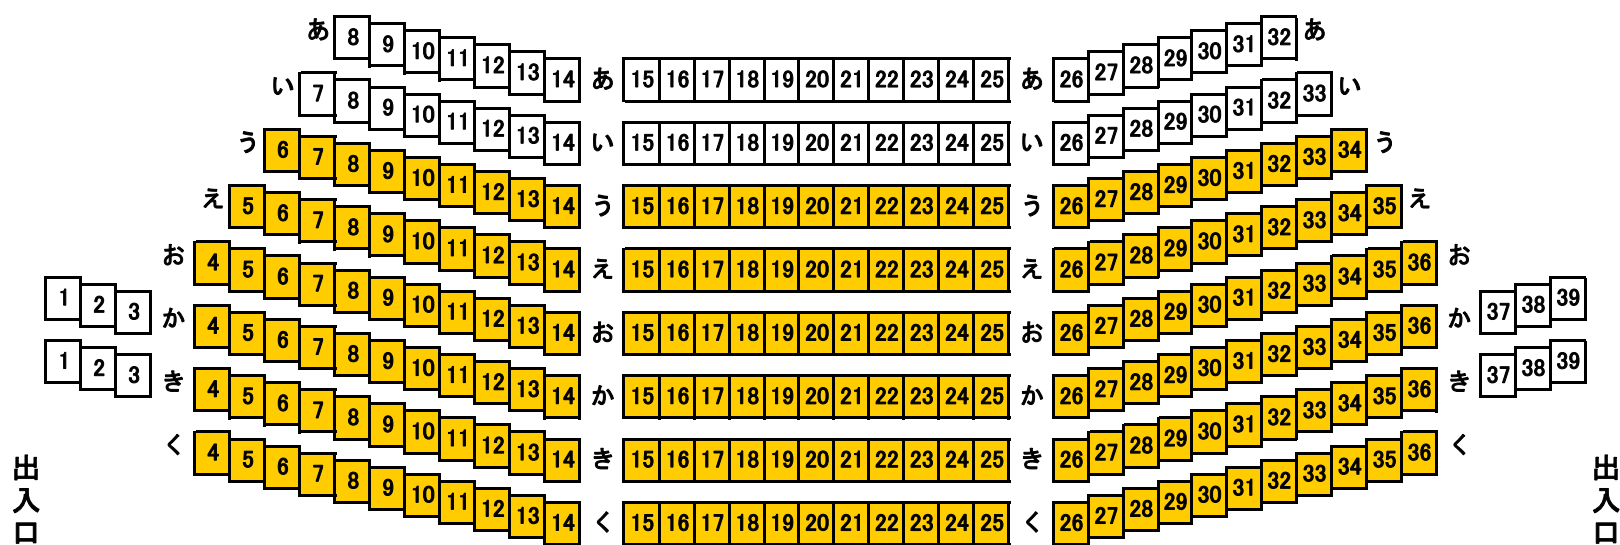 あ 8 9 10 11 12 13 14 あ 15 16 17 18 19 20 21 22 23 24 25 あ 26 27 28 29 30 31 32 あ
い 7 8 9 10 11 12 13 14 い 15 16 17 18 19 20 21 22 23 24 25 い 26 27 28 29 30 31 32 33 い
う 6 7 8 9 10 11 12 13 14 う 15 16 17 18 19 20 21 22 23 24 25 う 26 27 28 29 30 31 32 33 34 う
え 5 6 7 8 9 10 11 12 13 14 え 15 16 17 18 19 20 21 22 23 24 25 え 26 27 28 29 30 31 32 33 34 35 え
お 4 5 6 7 8 9 10 11 12 13 14 お 15 16 17 18 19 20 21 22 23 24 25 お 26 27 28 29 30 31 32 33 34 35 36 お
1 2 3 か 4 5 6 7 8 9 10 11 12 13 14 か 15 16 17 18 19 20 21 22 23 24 25 か 26 27 28 29 30 31 32 33 34 35 36 か 37 38 39
1 2 3 き 4 5 6 7 8 9 10 11 12 13 14 き 15 16 17 18 19 20 21 22 23 24 25 き 26 27 28 29 30 31 32 33 34 35 36 き 37 38 39
く 4 5 6 7 8 9 10 11 12 13 14 く 15 16 17 18 19 20 21 22 23 24 25 く 26 27 28 29 30 31 32 33 34 35 36 く
出入口
出入口